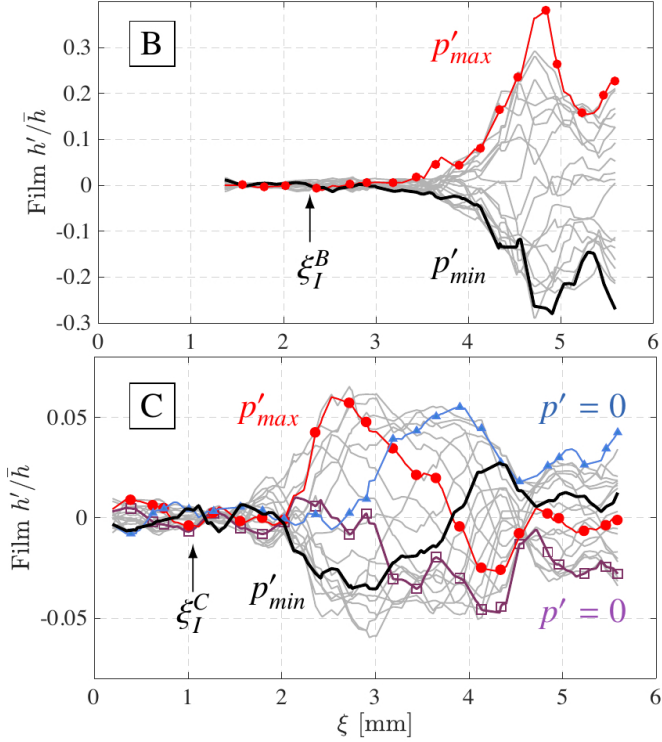 B
p′max
0.3
0.2
0.1
0
-0.1
-0.2
-0.3
Film h′/h̄
ξ_I^B
p′min
0 1 2 3 4 5 6
C
p′max
p′ = 0
0.05
0
-0.05
Film h′/h̄
ξ_I^C
p′min
p′ = 0
0 1 2 3 4 5 6
ξ [mm]